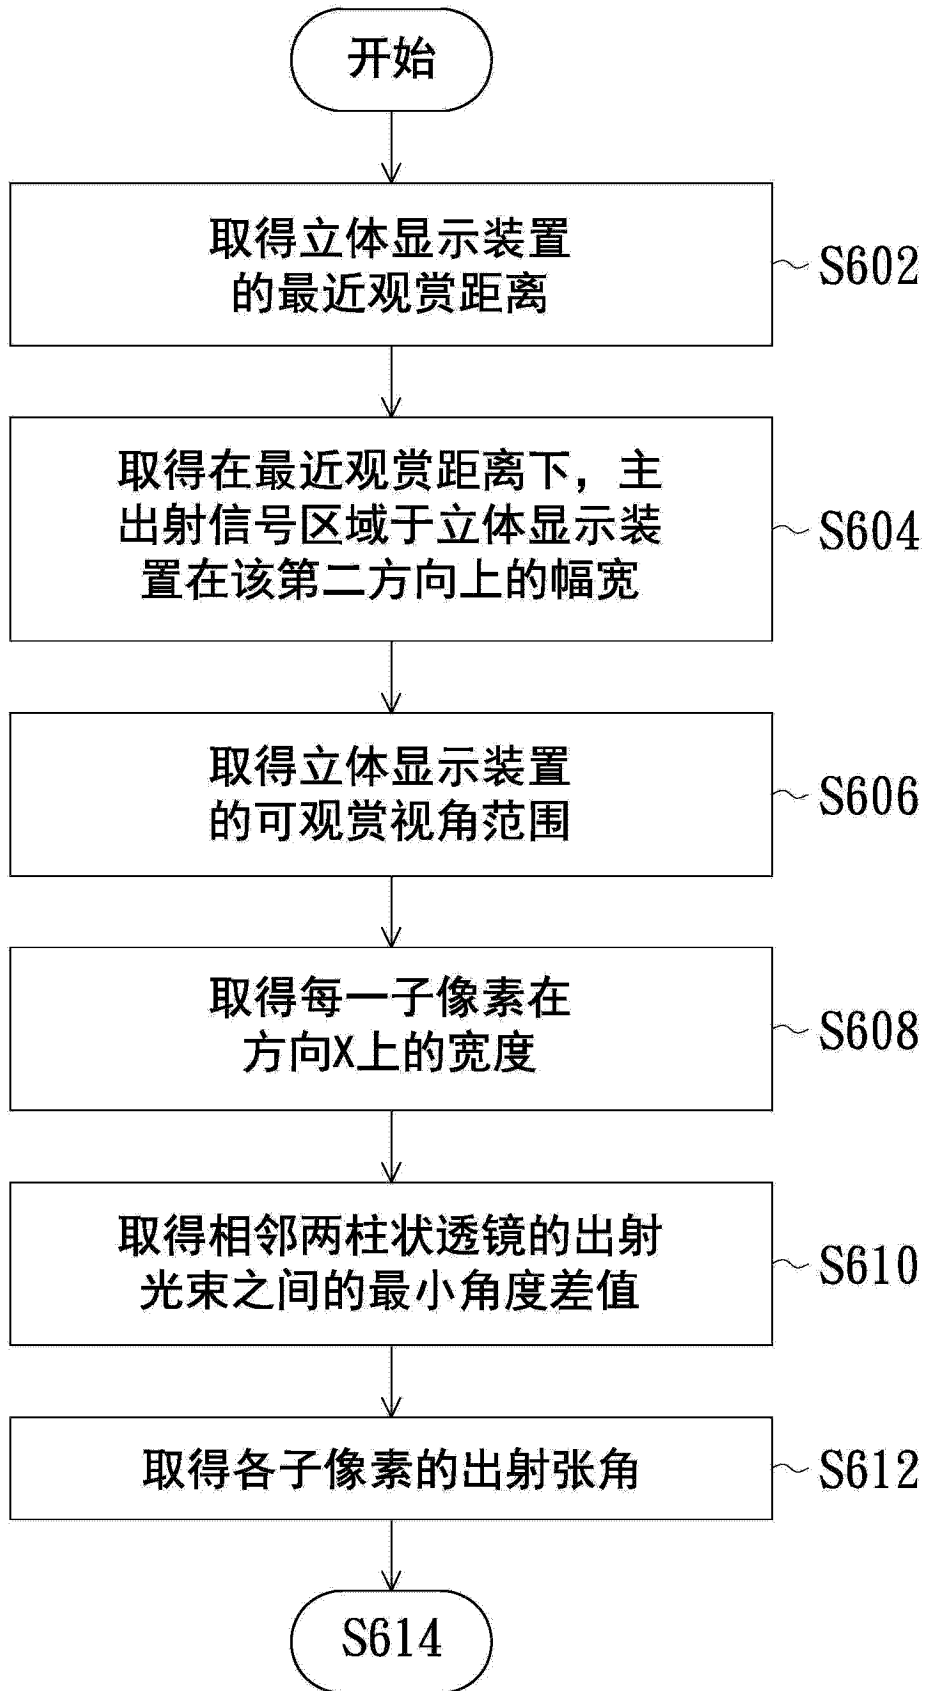 开始
取得立体显示装置
的最近观赏距离
S602
取得在最近观赏距离下，主
出射信号区域于立体显示装
置在该第二方向上的幅宽
S604
取得立体显示装置
的可观赏视角范围
S606
取得每一子像素在
方向X上的宽度
S608
取得相邻两柱状透镜的出射
光束之间的最小角度差值
S610
取得各子像素的出射张角
S612
S614